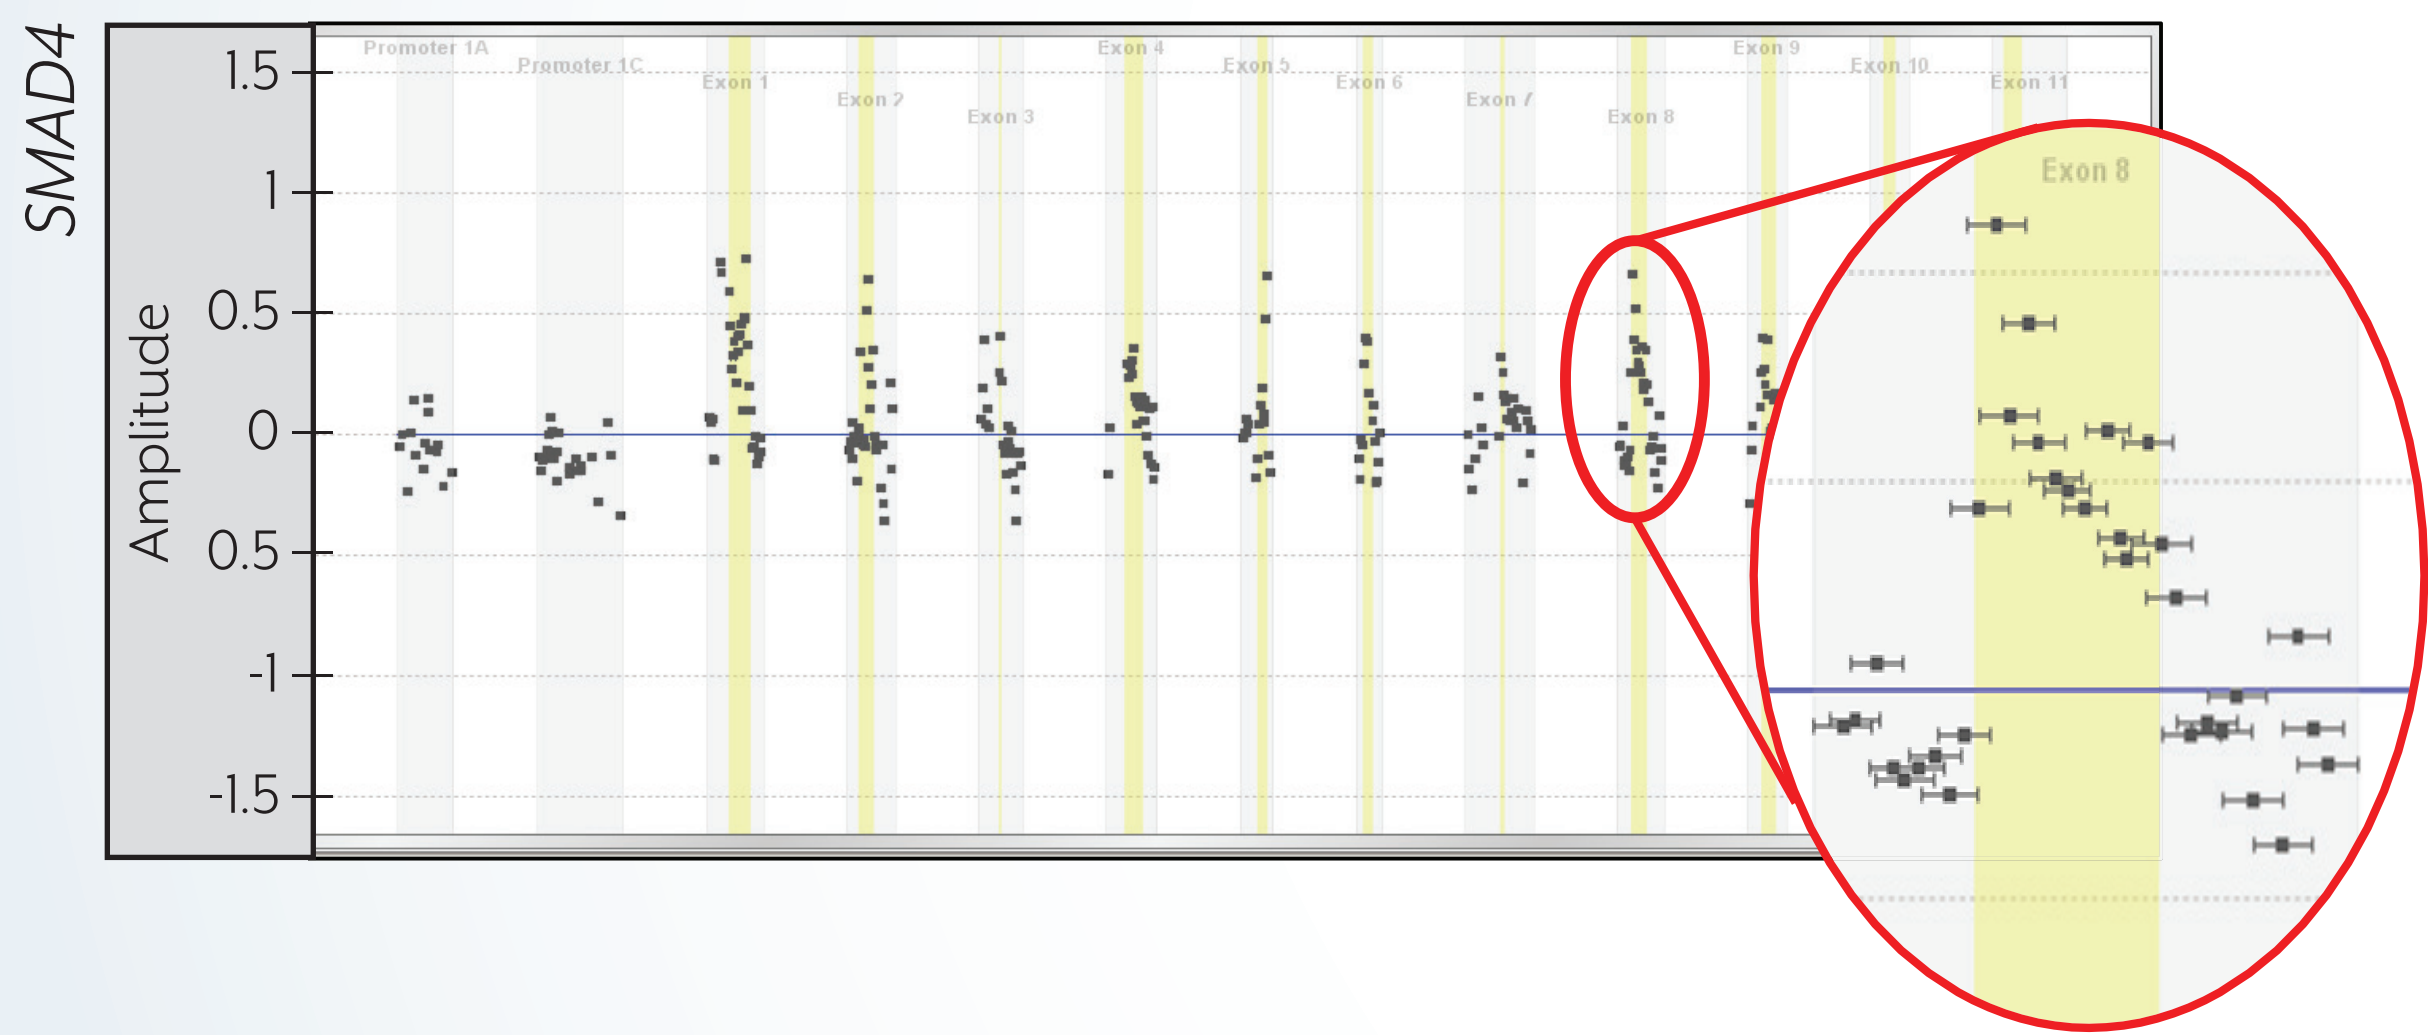 SMAD4
Amplitude
1.5
1
0.5
0
0.5
-1
-1.5
Promoter 1A
Promoter 1C
Exon 1
Exon 2
Exon 3
Exon 4
Exon 5
Exon 6
Exon 7
Exon 8
Exon 9
Exon 10
Exon 11
Exon 8